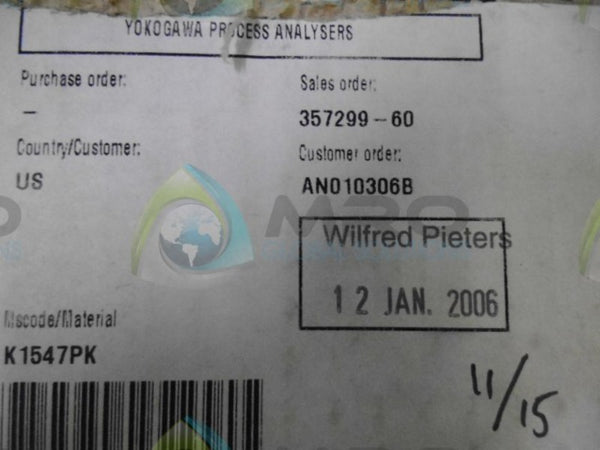 YOKOGAWA PROCESS ANALYSERS
Purchase order:
–
Sales order:
357299-60
Country/Customer:
US
Customer order:
AN010306B
MRO
Wilfred Pieters
12 JAN. 2006
Mscode/Material
K1547PK
11/15